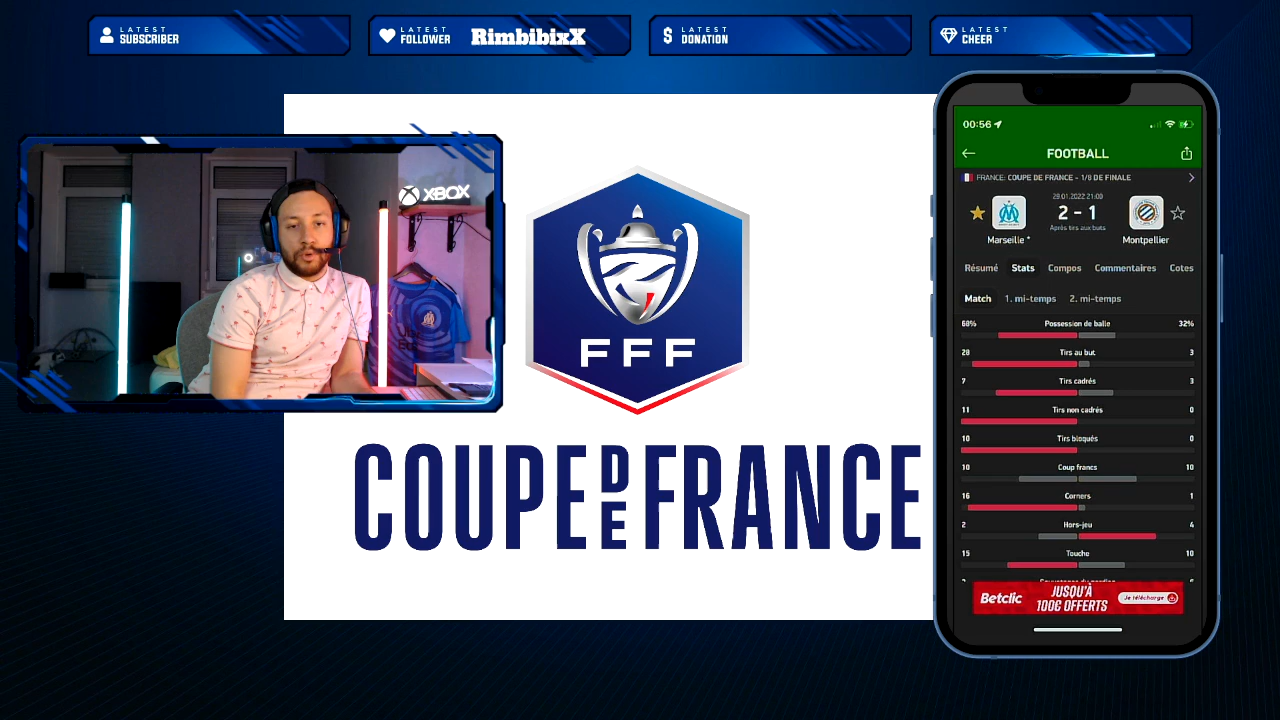 LATEST
SUBSCRIBER
LATEST
FOLLOWER
RimbibixX
LATEST
DONATION
LATEST
CHEER
XBOX
FFF
COUPE DE FRANCE
00:56
FOOTBALL
FRANCE: COUPE DE FRANCE - 1/8 DE FINALE
29.01.2022 21:00
2 - 1
Après tirs aux buts
Marseille *
Montpellier
Résumé Stats Compos Commentaires Cotes
Match 1. mi-temps 2. mi-temps
68% Possession de balle 32%
28 Tirs au but 3
7 Tirs cadrés 3
11 Tirs non cadrés 0
10 Tirs bloqués 0
10 Coup francs 10
16 Corners 1
2 Hors-jeu 4
15 Touche 10
Betclic
JUSQU'À
100€ OFFERTS
Je télécharge